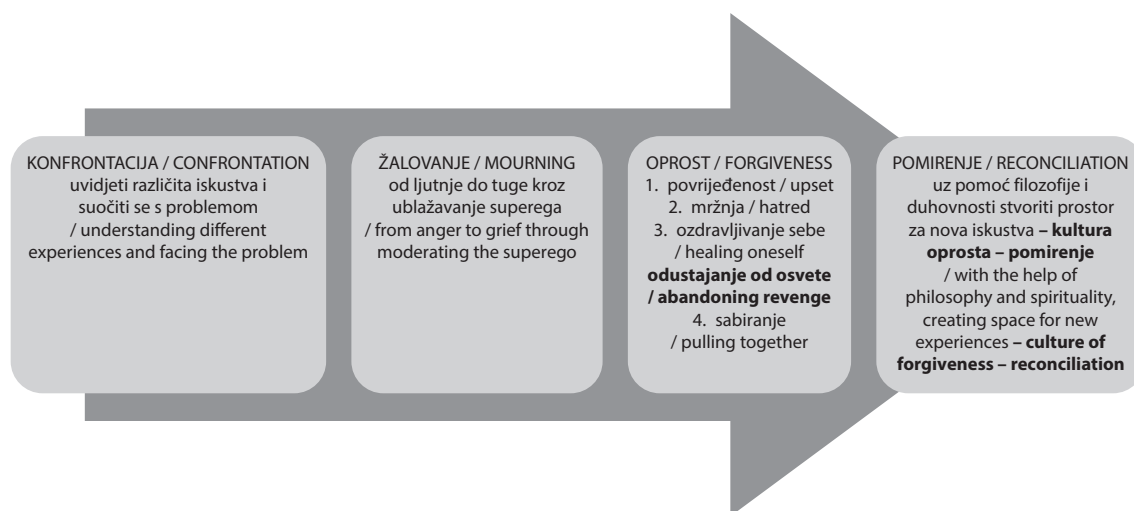 KONFRONTACIJA / CONFRONTATION
uvidjeti različita iskustva i
suočiti se s problemom
/ understanding different
experiences and facing the problem
ŽALOVANJE / MOURNING
od ljutnje do tuge kroz
ublažavanje superega
/ from anger to grief through
moderating the superego
OPROST / FORGIVENESS
1. povrijeđenost / upset
2. mržnja / hatred
3. ozdravljivanje sebe
/ healing oneself
odustajanje od osvete
/ abandoning revenge
4. sabiranje
/ pulling together
POMIRENJE / RECONCILIATION
uz pomoć filozofije i
duhovnosti stvoriti prostor
za nova iskustva – kultura
oprosta – pomirenje
/ with the help of
philosophy and spirituality,
creating space for new
experiences – culture of
forgiveness – reconciliation